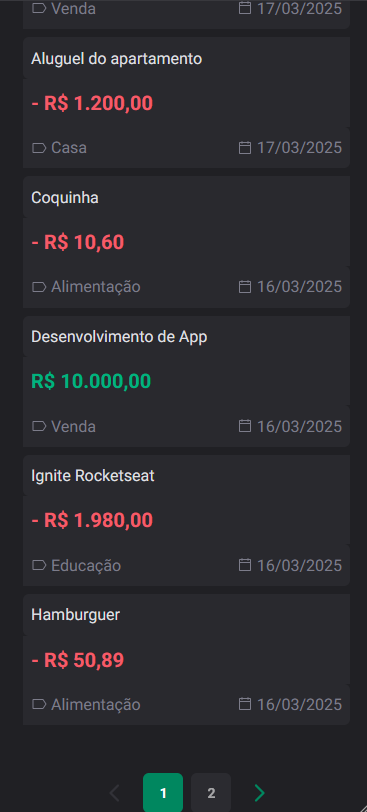 Venda 17/03/2025
Aluguel do apartamento
- R$ 1.200,00
Casa 17/03/2025
Coquinha
- R$ 10,60
Alimentação 16/03/2025
Desenvolvimento de App
R$ 10.000,00
Venda 16/03/2025
Ignite Rocketseat
- R$ 1.980,00
Educação 16/03/2025
Hamburguer
- R$ 50,89
Alimentação 16/03/2025
1 2